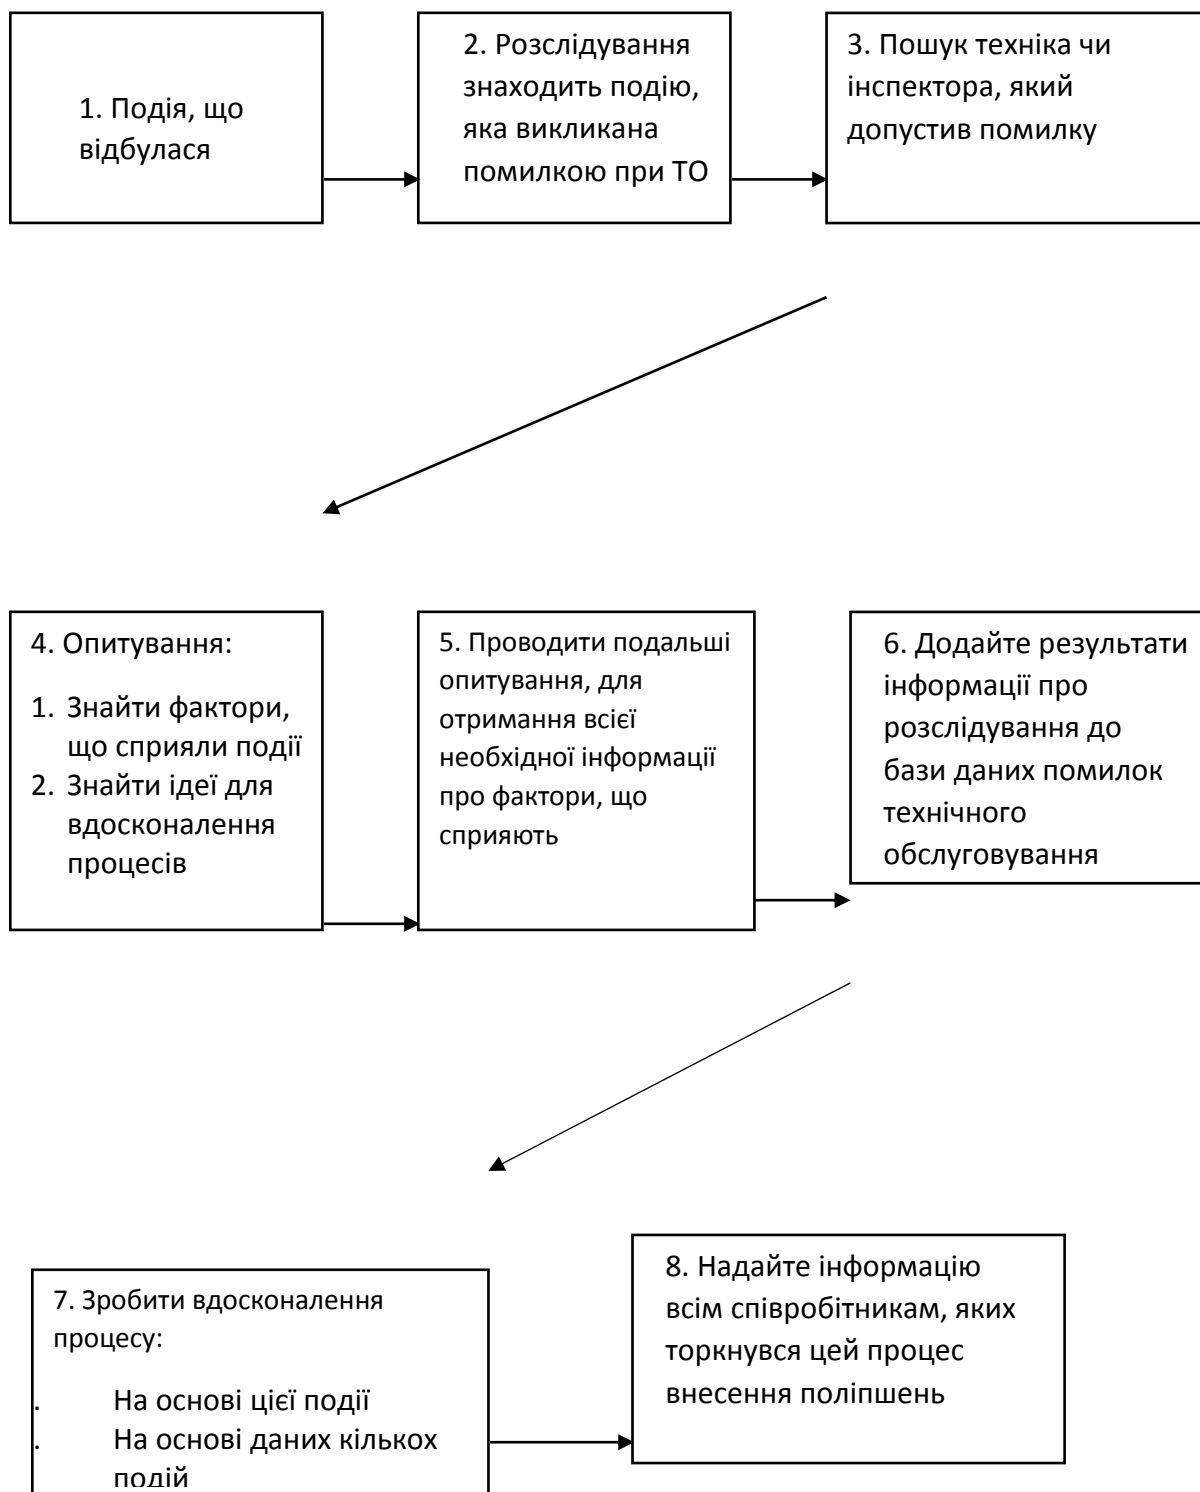 1. Подія, що
відбулася
2. Розслідування
знаходить подію,
яка викликана
помилкою при ТО
3. Пошук техніка чи
інспектора, який
допустив помилку
4. Опитування:
1. Знайти фактори,
що сприяли події
2. Знайти ідеї для
вдосконалення
процесів
5. Проводити подальші
опитування, для
отримання всієї
необхідної інформації
про фактори, що
сприяють
6. Додайте результати
інформації про
розслідування до
бази даних помилок
технічного
обслуговування
7. Зробити вдосконалення
процесу:
. На основі цієї події
. На основі даних кількох
подій
8. Надайте інформацію
всім співробітникам, яких
торкнувся цей процес
внесення поліпшень